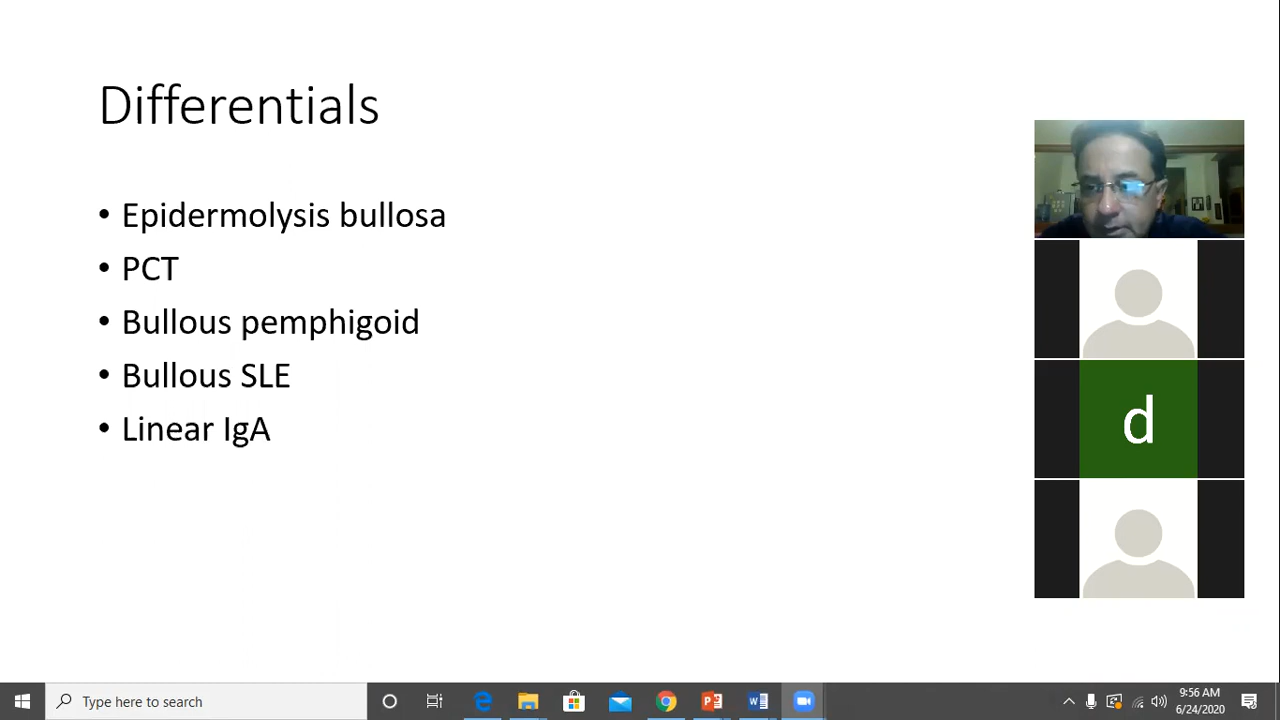 Differentials
• Epidermolysis bullosa
• PCT
• Bullous pemphigoid
• Bullous SLE
• Linear IgA
d
Type here to search
9:56 AM
6/24/2020